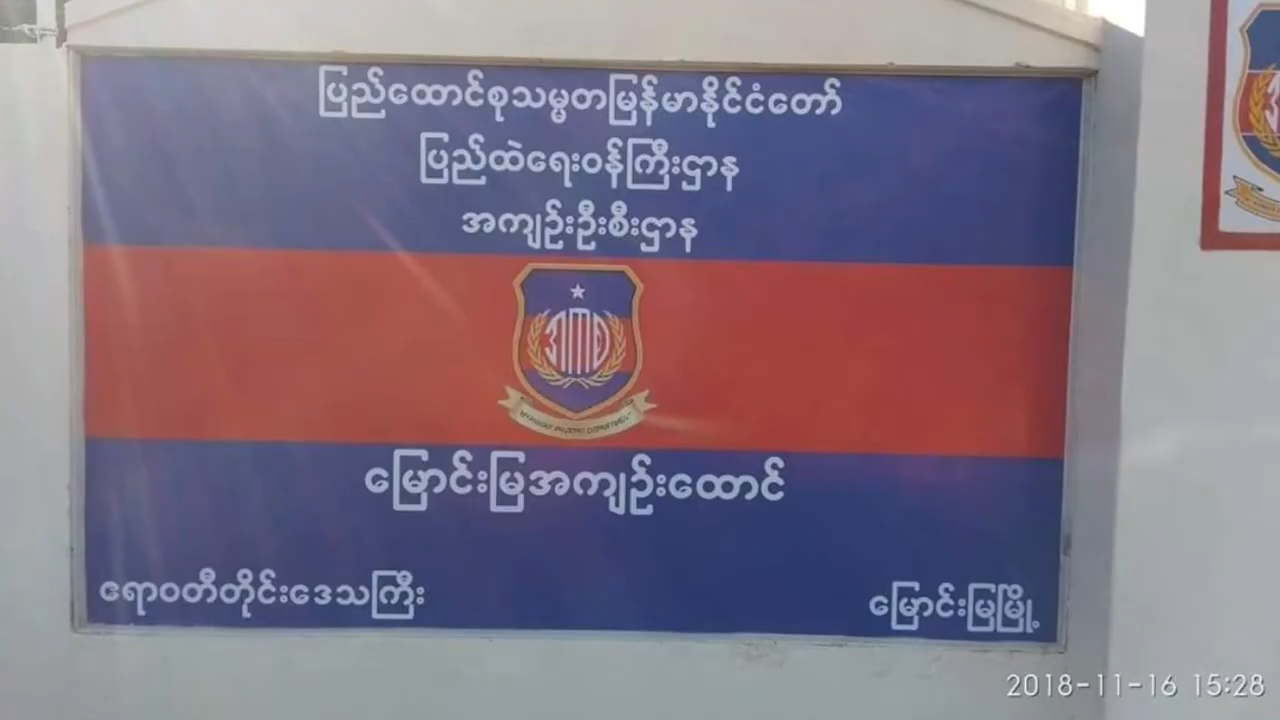 ပြည်ထောင်စုသမ္မတမြန်မာနိုင်ငံတော်
ပြည်ထဲရေးဝန်ကြီးဌာန
အကျဉ်းဦးစီးဌာန
MYANMAR PRISONS DEPARTMENT
မြောင်းမြအကျဉ်းထောင်
ဧရာဝတီတိုင်းဒေသကြီး
မြောင်းမြမြို့
2018-11-16 15:28